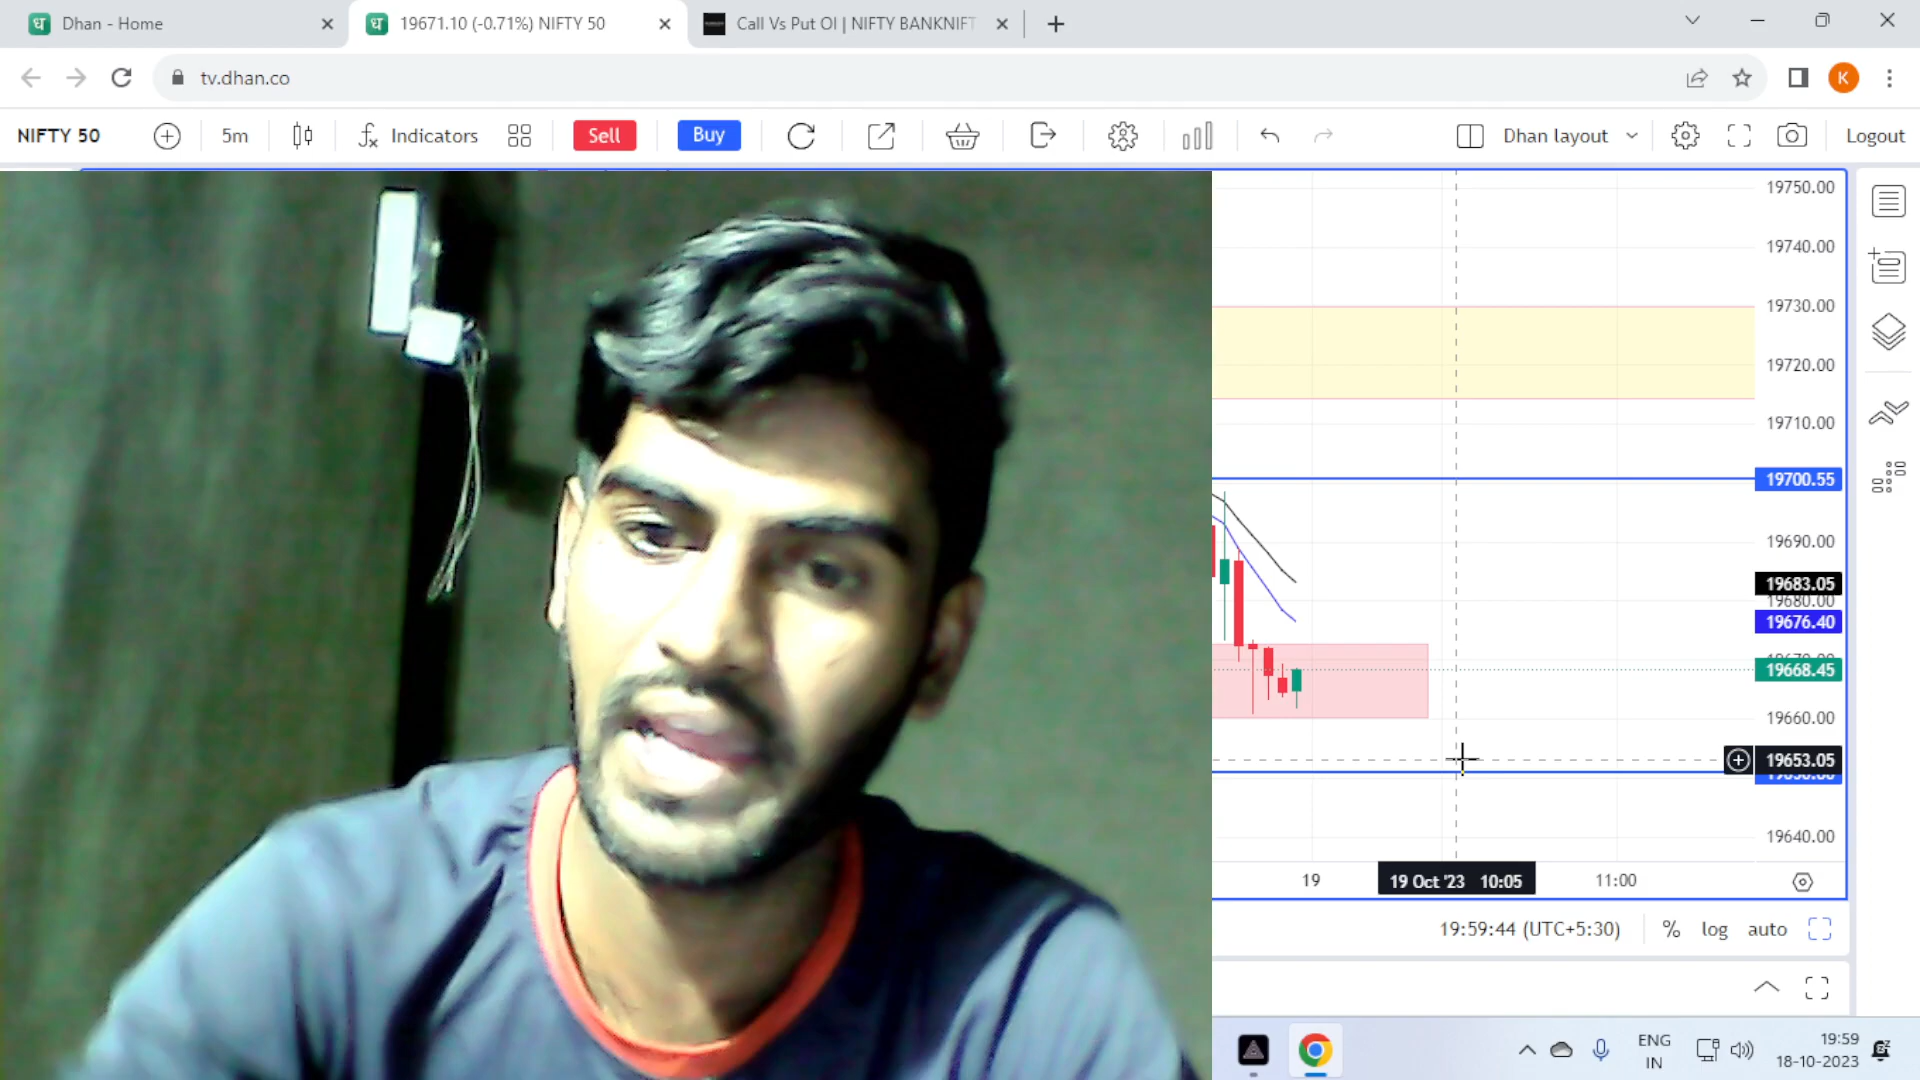 Dhan - Home
19671.10 (-0.71%) NIFTY 50
Call Vs Put OI | NIFTY BANKNIFT
tv.dhan.co
K
NIFTY 50
5m
Indicators
Sell
Buy
Dhan layout
Logout
19750.00
19740.00
19730.00
19720.00
19710.00
19700.55
19690.00
19683.05
19680.00
19676.40
19668.45
19660.00
19653.05
19640.00
19
19 Oct '23 10:05
11:00
19:59:44 (UTC+5:30)
%
log
auto
ENG
IN
19:59
18-10-2023